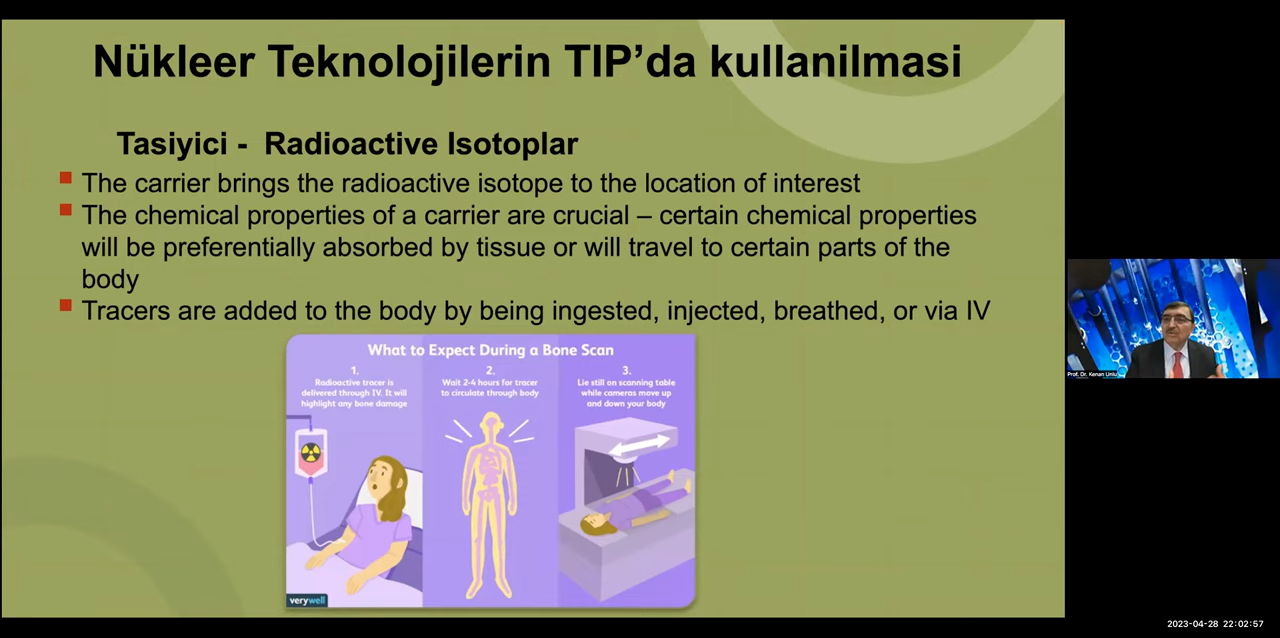 Nükleer Teknolojilerin TIP’da kullanilmasi
Tasiyici - Radioactive Isotoplar
The carrier brings the radioactive isotope to the location of interest
The chemical properties of a carrier are crucial – certain chemical properties
will be preferentially absorbed by tissue or will travel to certain parts of the
body
Tracers are added to the body by being ingested, injected, breathed, or via IV
What to Expect During a Bone Scan
1.
Radioactive tracer is
delivered through IV. It will
highlight any bone damage
2.
Wait 2-4 hours for tracer
to circulate through body
3.
Lie still on scanning table
while cameras move up
and down your body
verywell
Prof. Dr. Kenan Unlu
2023-04-28 22:02:57